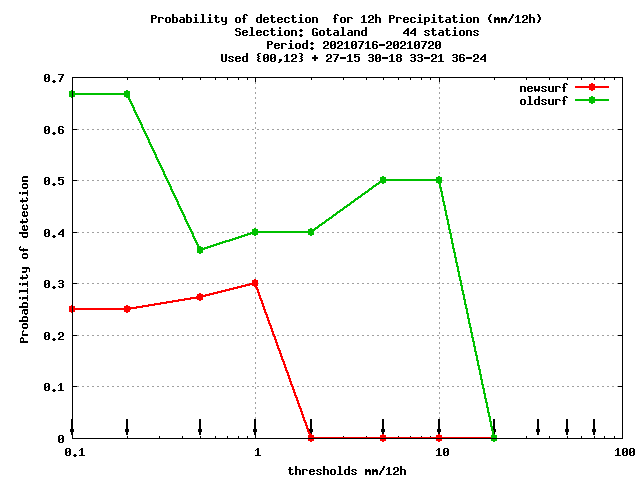 Probability of detection  for 12h Precipitation (mm/12h)
Selection: Gotaland     44 stations
Period: 20210716-20210720
Used {00,12} + 27-15 30-18 33-21 36-24
newsurf
oldsurf
0.7
0.6
0.5
0.4
0.3
0.2
0.1
0
Probability of detection
0.1 1 10 100
thresholds mm/12h